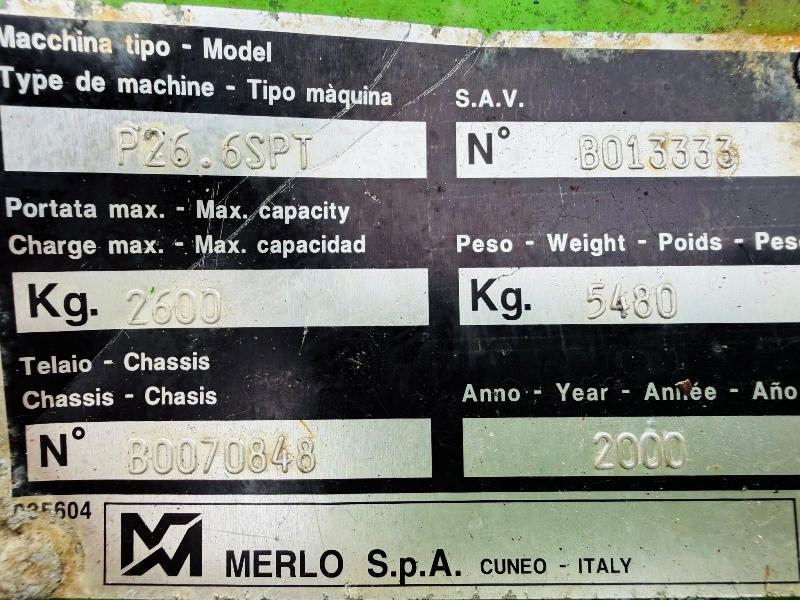 Macchina tipo - Model
Type de machine - Tipo màquina
P26.6SPT
S.A.V.
N° B013333
Portata max. - Max. capacity
Charge max. - Max. capacidad
Kg. 2600
Peso - Weight - Poids - Peso
Kg. 5480
Telaio - Chassis
Chassis - Chasis
N° B0070848
Anno - Year - Année - Año
2000
035604
MERLO S.p.A. CUNEO - ITALY